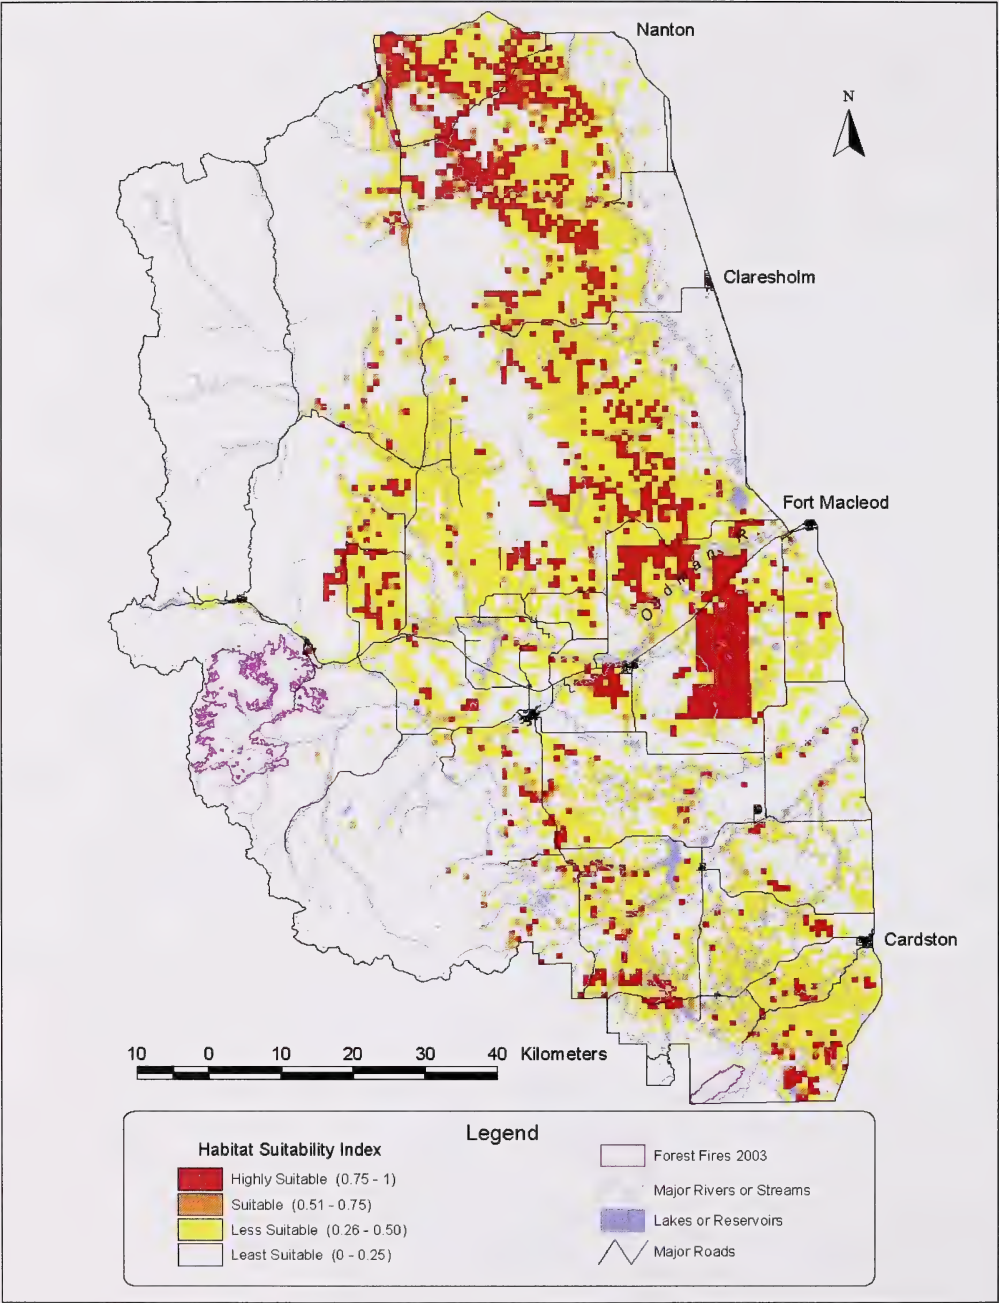 Nanton
N
Claresholm
Fort Macleod
Oldman R.
Cardston
10 0 10 20 30 40 Kilometers
Legend
Habitat Suitability Index
Highly Suitable (0.75 - 1)
Suitable (0.51 - 0.75)
Less Suitable (0.26 - 0.50)
Least Suitable (0 - 0.25)
Forest Fires 2003
Major Rivers or Streams
Lakes or Reservoirs
Major Roads